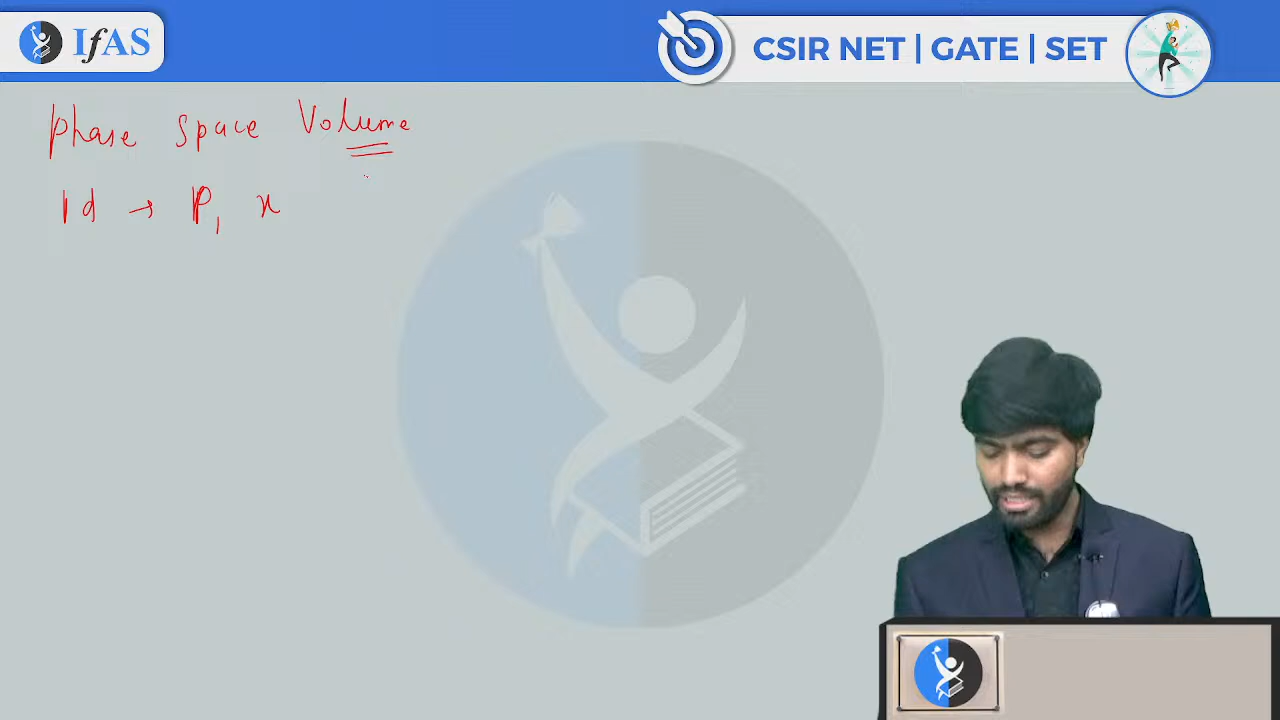 IfAS
CSIR NET | GATE | SET
Phase Space Volume
1d → P, x